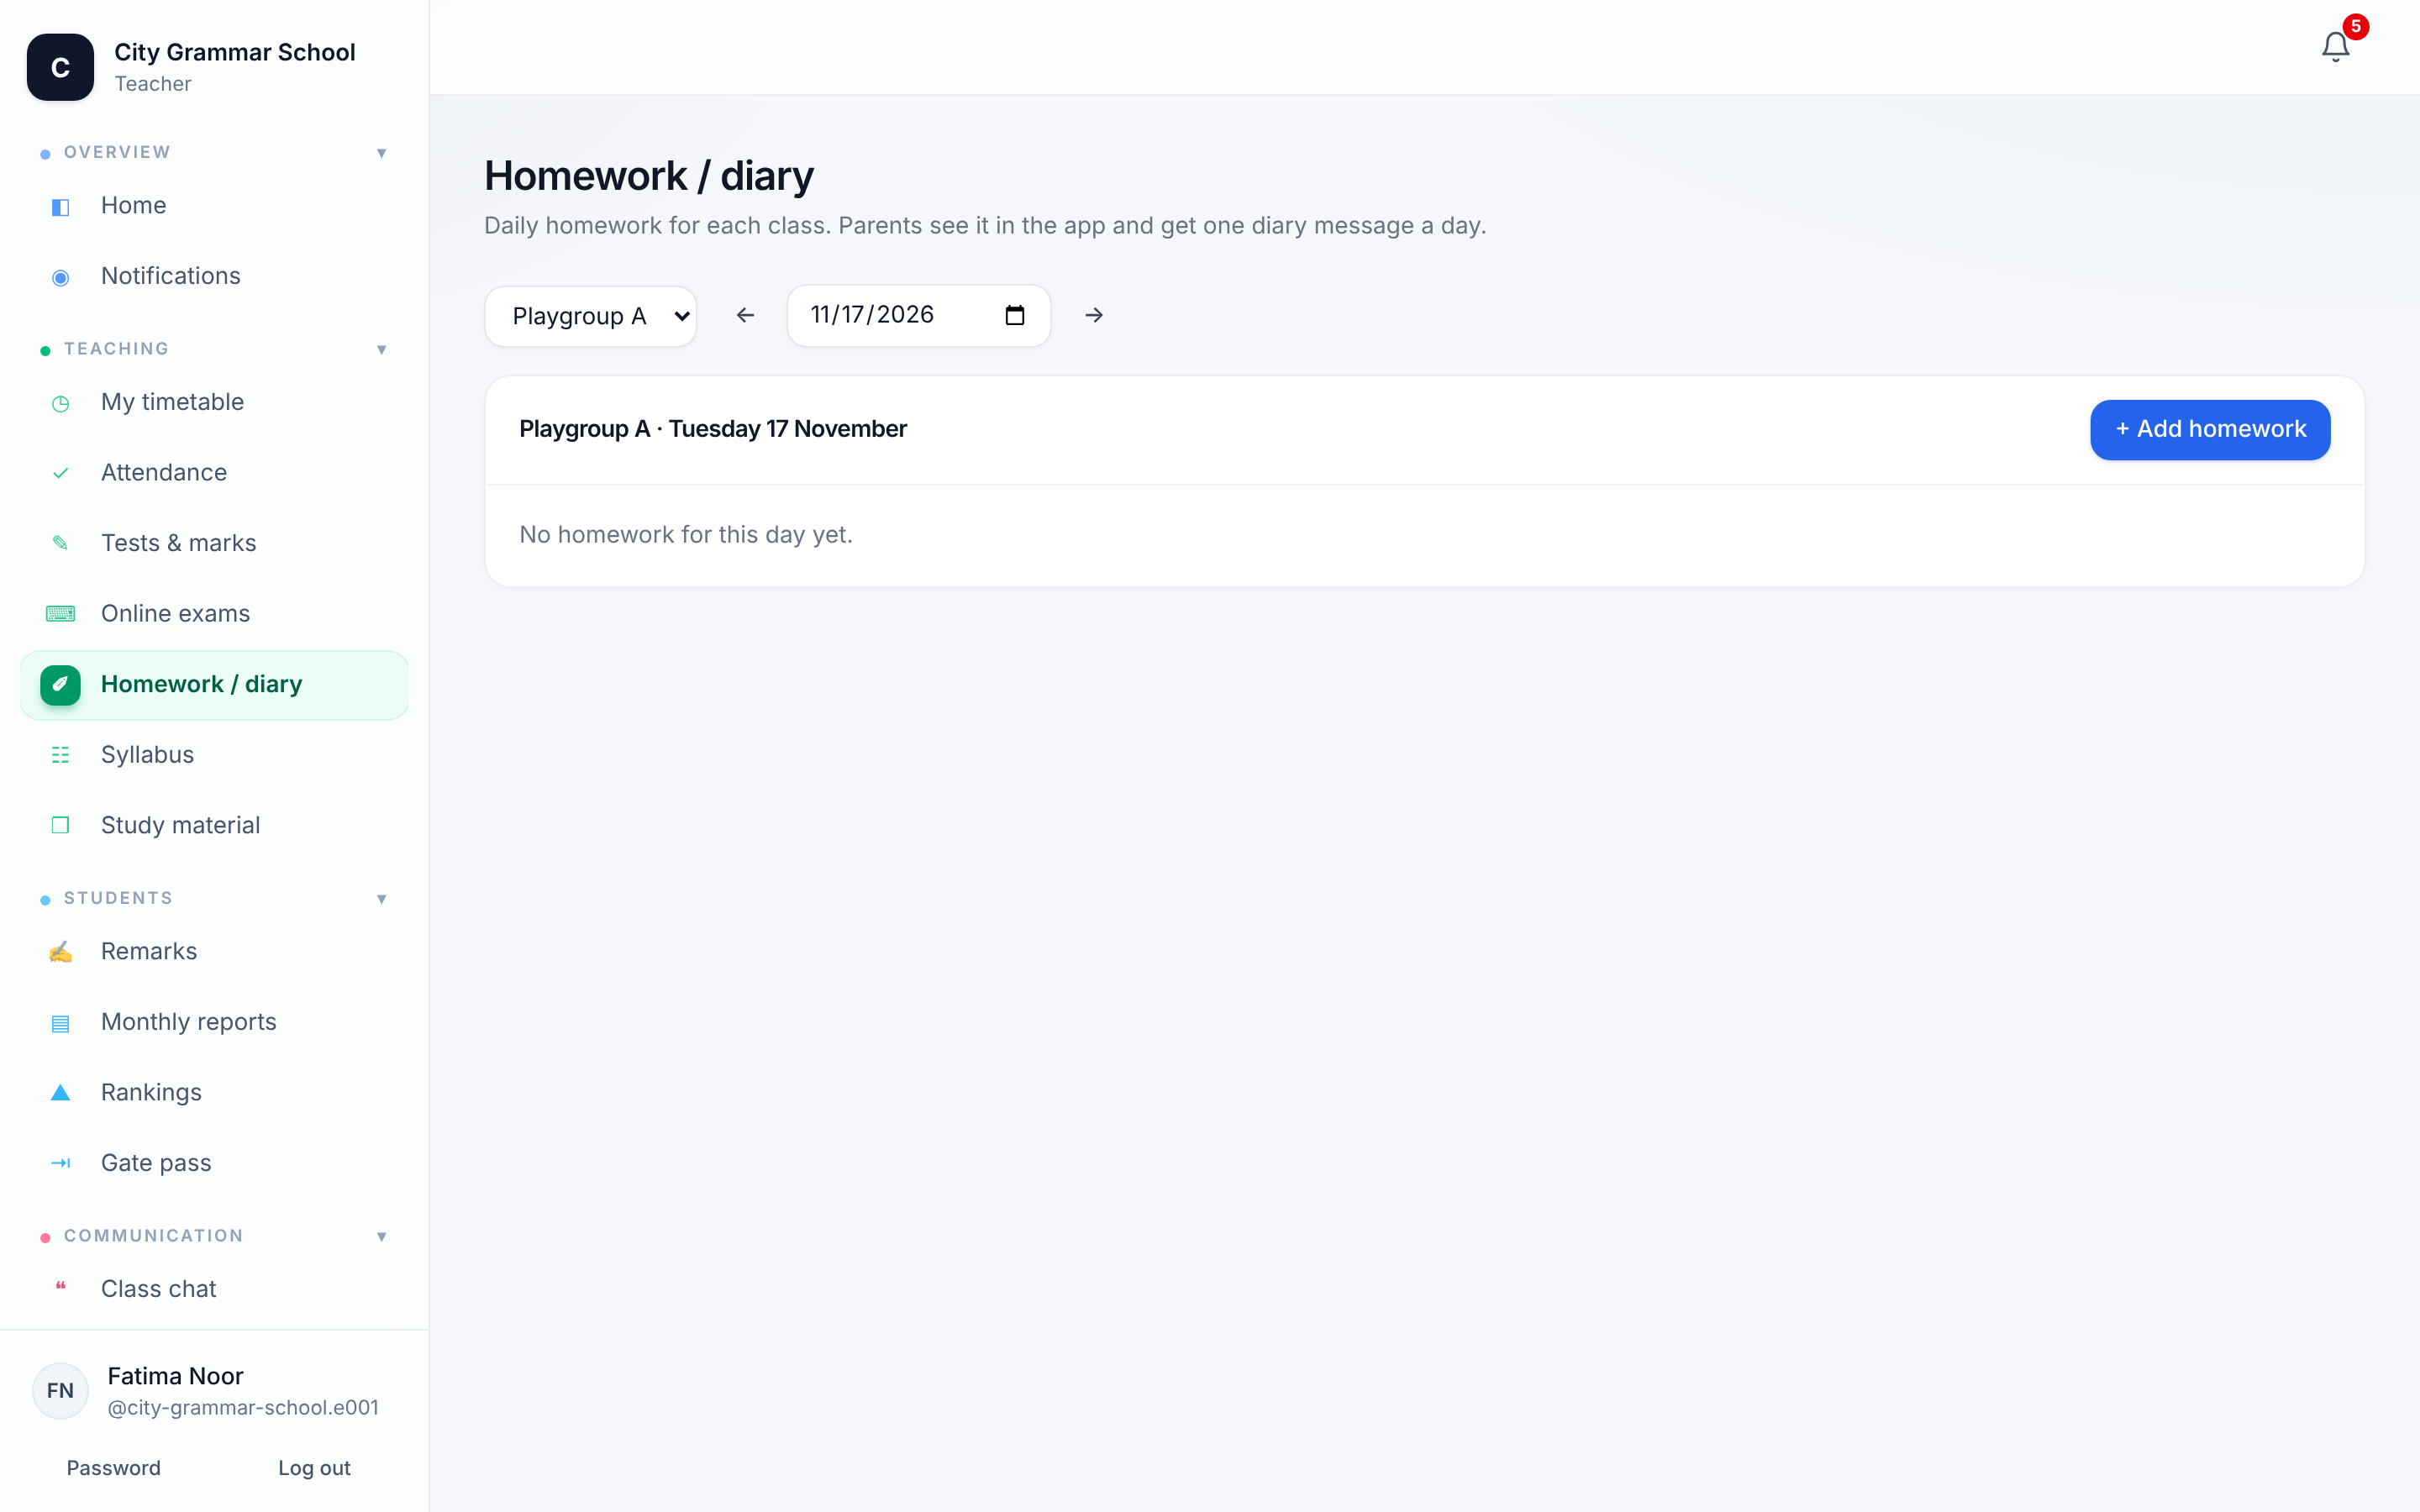 C
City Grammar School
Teacher
OVERVIEW
Home
Notifications
TEACHING
My timetable
Attendance
Tests & marks
Online exams
Homework / diary
Syllabus
Study material
STUDENTS
Remarks
Monthly reports
Rankings
Gate pass
COMMUNICATION
Class chat
FN
Fatima Noor
@city-grammar-school.e001
Password
Log out
5
Homework / diary
Daily homework for each class. Parents see it in the app and get one diary message a day.
Playgroup A
11/17/2026
Playgroup A · Tuesday 17 November
+ Add homework
No homework for this day yet.